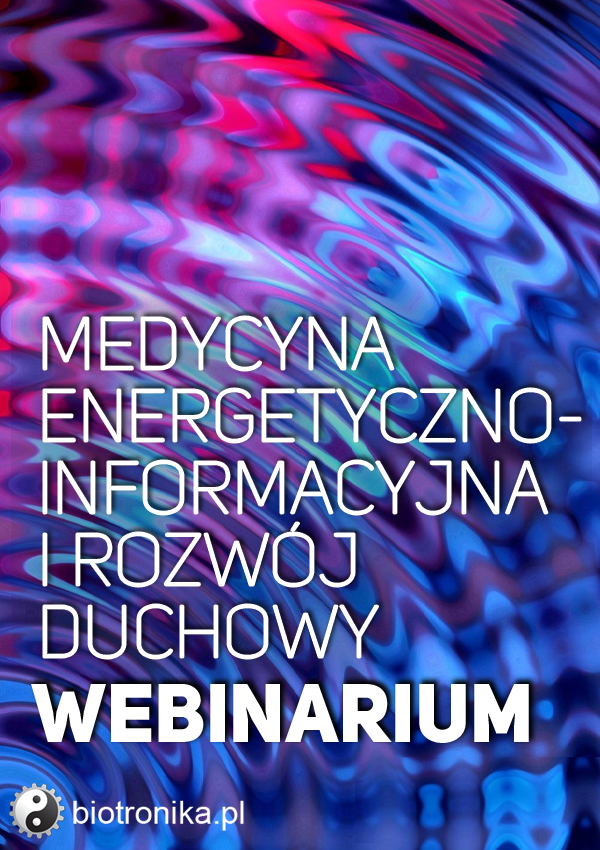 MEDYCYNA
ENERGETYCZNO-
INFORMACYJNA
I ROZWÓJ
DUCHOWY
WEBINARIUM
biotronika.pl